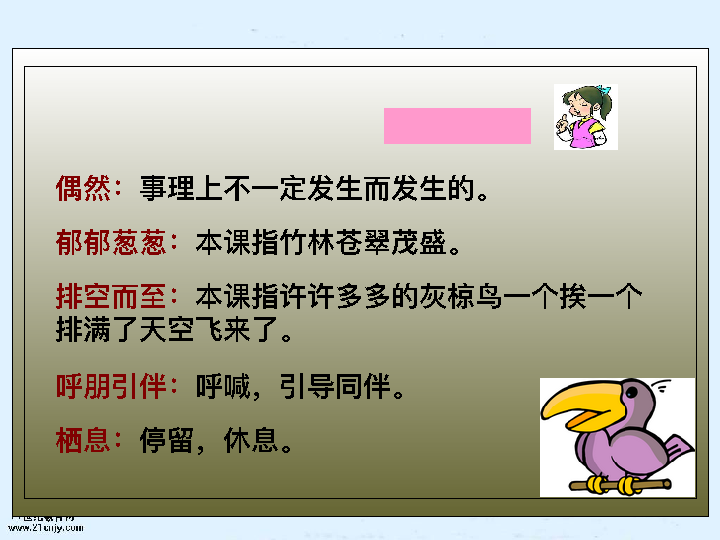 偶然：事理上不一定发生而发生的。
郁郁葱葱：本课指竹林苍翠茂盛。
排空而至：本课指许许多多的灰椋鸟一个挨一个
排满了天空飞来了。
呼朋引伴：呼喊，引导同伴。
栖息：停留，休息。
www.21cnjy.com